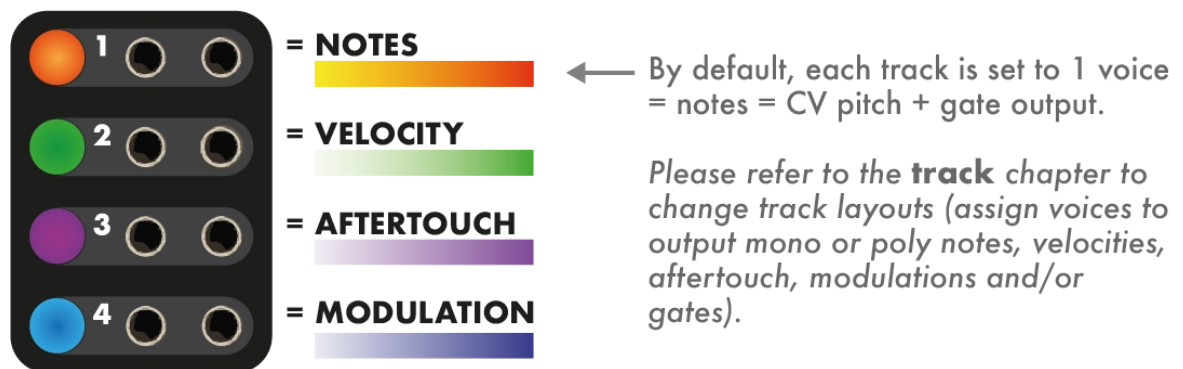 1 = NOTES
By default, each track is set to 1 voice
= notes = CV pitch + gate output.
2 = VELOCITY
Please refer to the track chapter to
change track layouts (assign voices to
output mono or poly notes, velocities,
aftertouch, modulations and/or
gates).
3 = AFTERTOUCH
4 = MODULATION